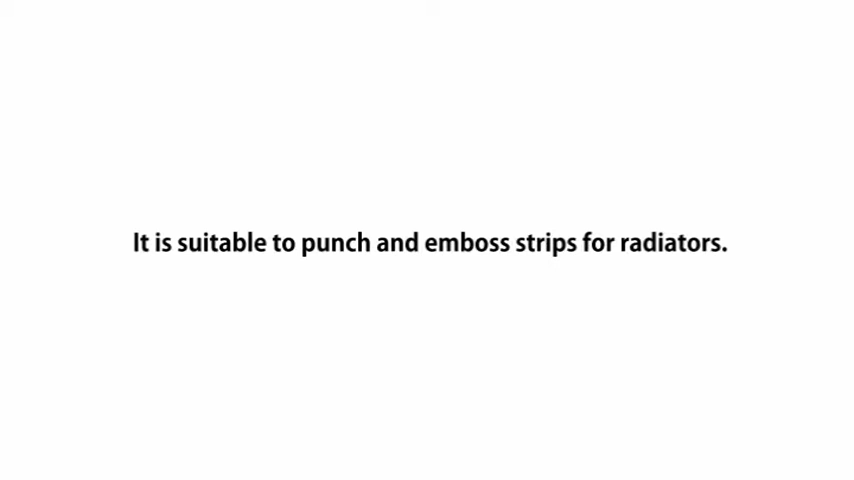 It is suitable to punch and emboss strips for radiators.